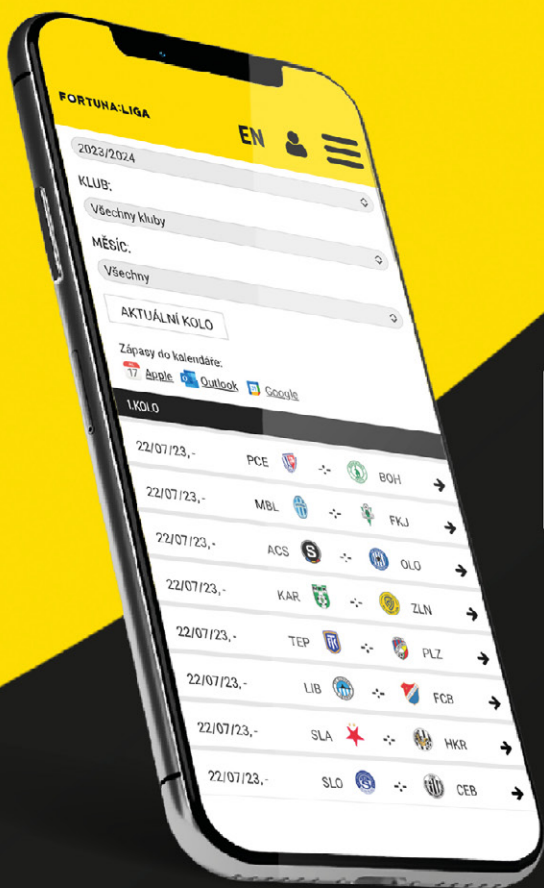 FORTUNA:LIGA
EN
2023/2024
KLUB:
Všechny kluby
MĚSÍC:
Všechny
AKTUÁLNÍ KOLO
Zápasy do kalendáře:
17 Apple Outlook 31 Google
1.KOLO
22/07/23,- PCE -:- BOH
22/07/23,- MBL -:- FKJ
22/07/23,- ACS S -:- OLO
22/07/23,- KAR -:- ZLN
22/07/23,- TEP -:- PLZ
22/07/23,- LIB -:- FCB
22/07/23,- SLA -:- HKR
22/07/23,- SLO -:- CEB